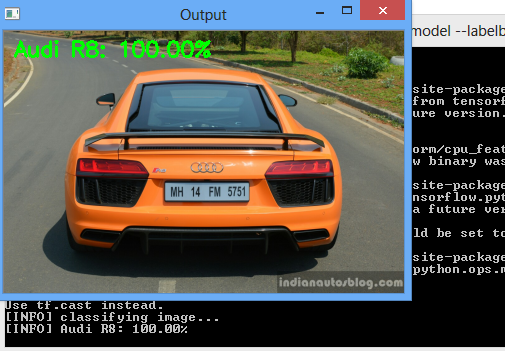 Output
Audi R8: 100.00%
R8
MH 14 FM 5751
indianautosblog.com
model --labelb
site-package
from tensorf
ure version.
orm/cpu_feat
w binary was
site-package
nsorflow.pyt
a future ver
ld be set to
site-package
python.ops.m
Use tf.cast instead.
[INFO] classifying image...
[INFO] Audi R8: 100.00%